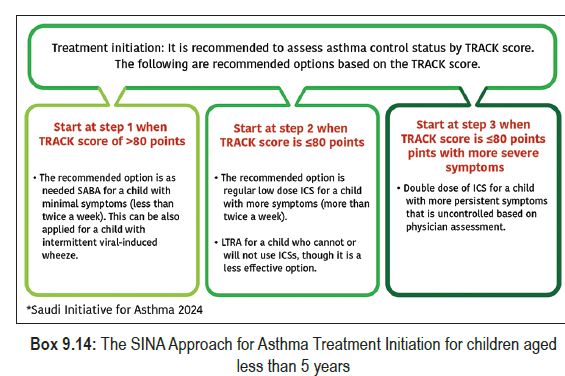 Treatment initiation: It is recommended to assess asthma control status by TRACK score.
The following are recommended options based on the TRACK score.
Start at step 1 when
TRACK score of >80 points
• The recommended option is as
needed SABA for a child with
minimal symptoms (less than
twice a week). This can be also
applied for a child with
intermittent viral-induced
wheeze.
Start at step 2 when
TRACK score is ≤80 points
• The recommended option is
regular low dose ICS for a child
with more symptoms (more than
twice a week).
• LTRA for a child who cannot or
will not use ICSs, though it is a
less effective option.
Start at step 3 when
TRACK score is ≤80 points
pints with more severe
symptoms
• Double dose of ICS for a child
with more persistent symptoms
that is uncontrolled based on
physician assessment.
*Saudi Initiative for Asthma 2024
Box 9.14: The SINA Approach for Asthma Treatment Initiation for children aged
less than 5 years